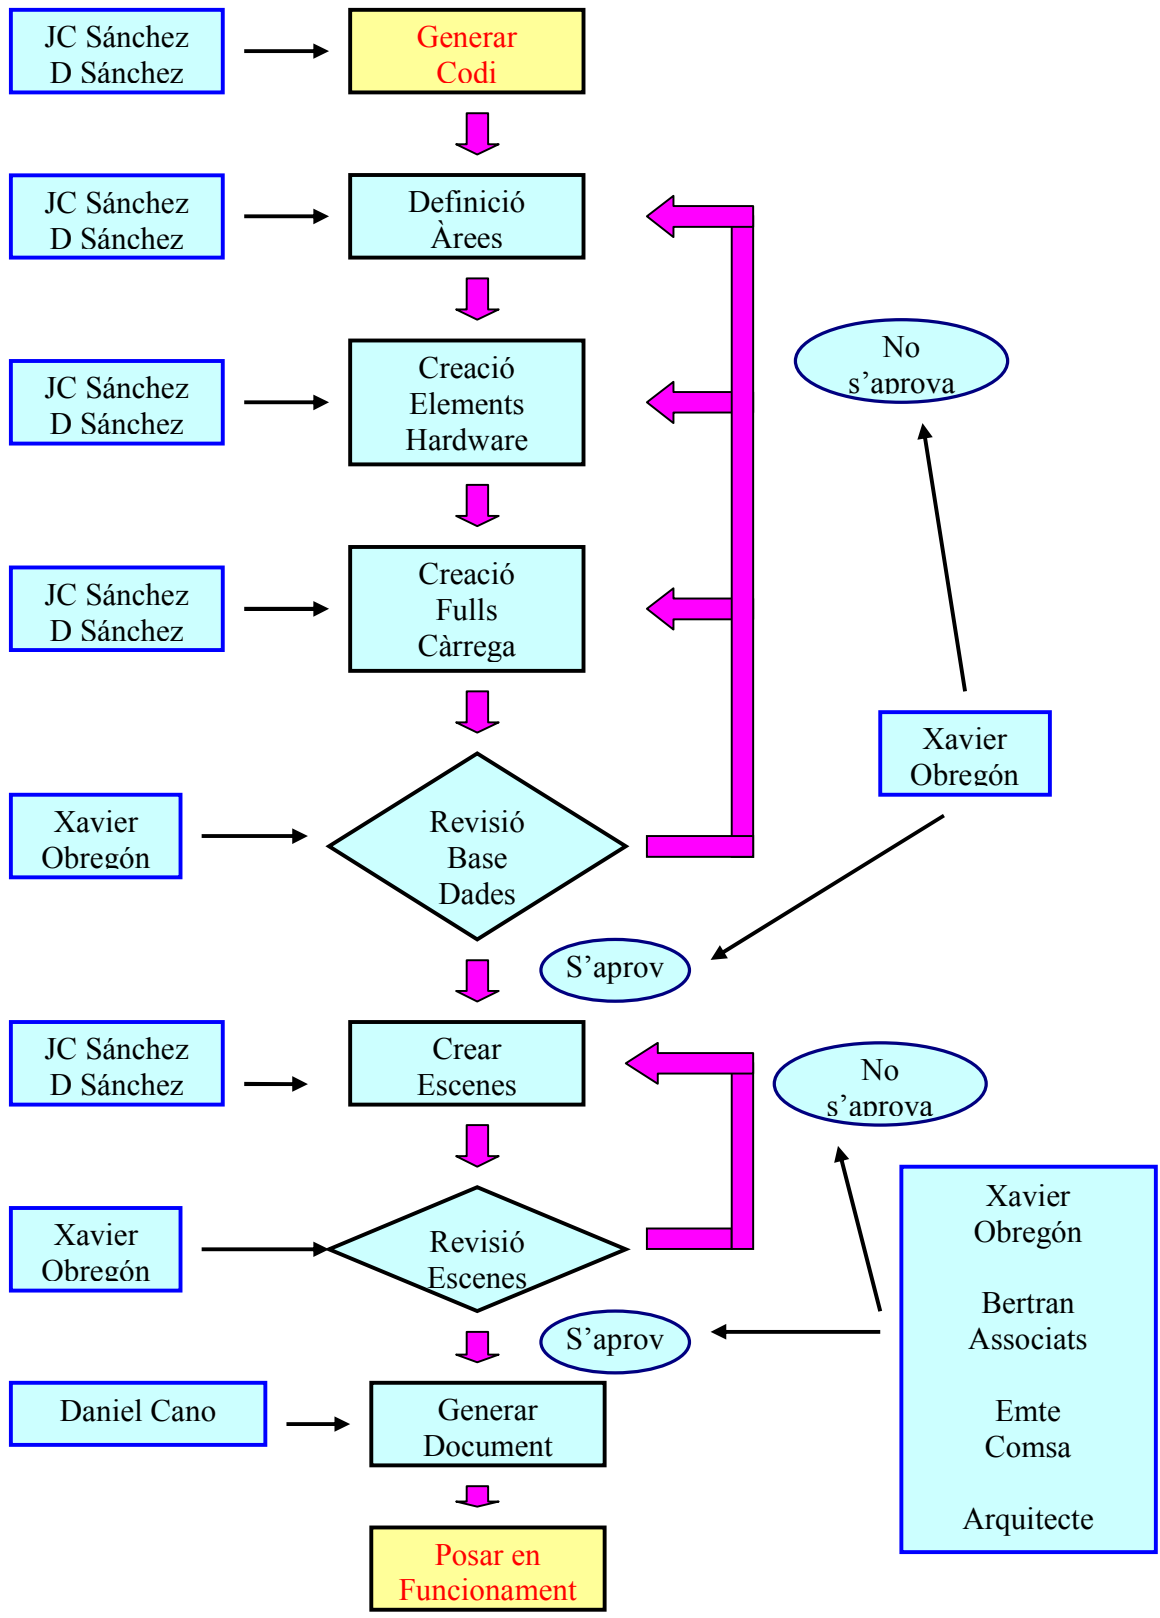 JC Sánchez
D Sánchez
Generar
Codi
JC Sánchez
D Sánchez
Definició
Àrees
JC Sánchez
D Sánchez
Creació
Elements
Hardware
No
s’aprova
JC Sánchez
D Sánchez
Creació
Fulls
Càrrega
Xavier
Obregón
Xavier
Obregón
Revisió
Base
Dades
S’aprov
JC Sánchez
D Sánchez
Crear
Escenes
No
s’aprova
Xavier
Obregón
Revisió
Escenes
Xavier
Obregón
Bertran
Associats
Emte
Comsa
Arquitecte
S’aprov
Daniel Cano
Generar
Document
Posar en
Funcionament